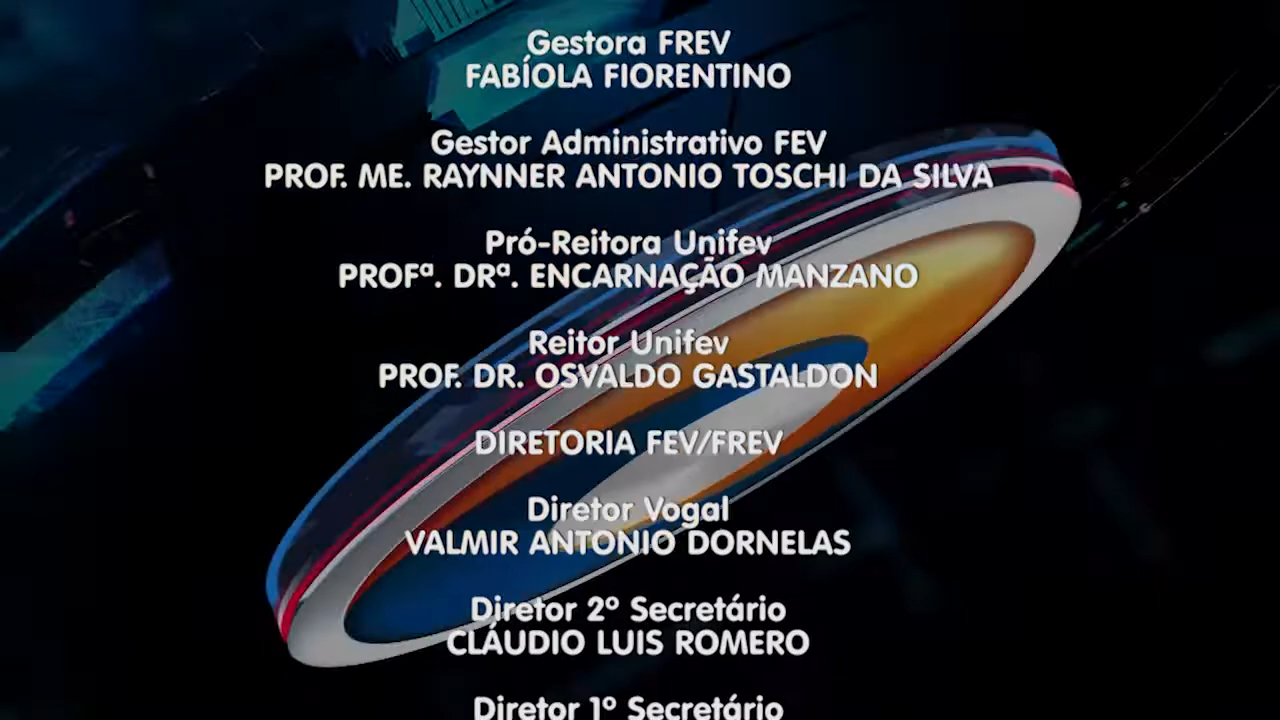 Gestora FREV
FABÍOLA FIORENTINO
Gestor Administrativo FEV
PROF. ME. RAYNNER ANTONIO TOSCHI DA SILVA
Pró-Reitora Unifev
PROFª. DRª. ENCARNAÇÃO MANZANO
Reitor Unifev
PROF. DR. OSVALDO GASTALDON
DIRETORIA FEV/FREV
Diretor Vogal
VALMIR ANTONIO DORNELAS
Diretor 2º Secretário
CLÁUDIO LUIS ROMERO
Diretor 1º Secretário